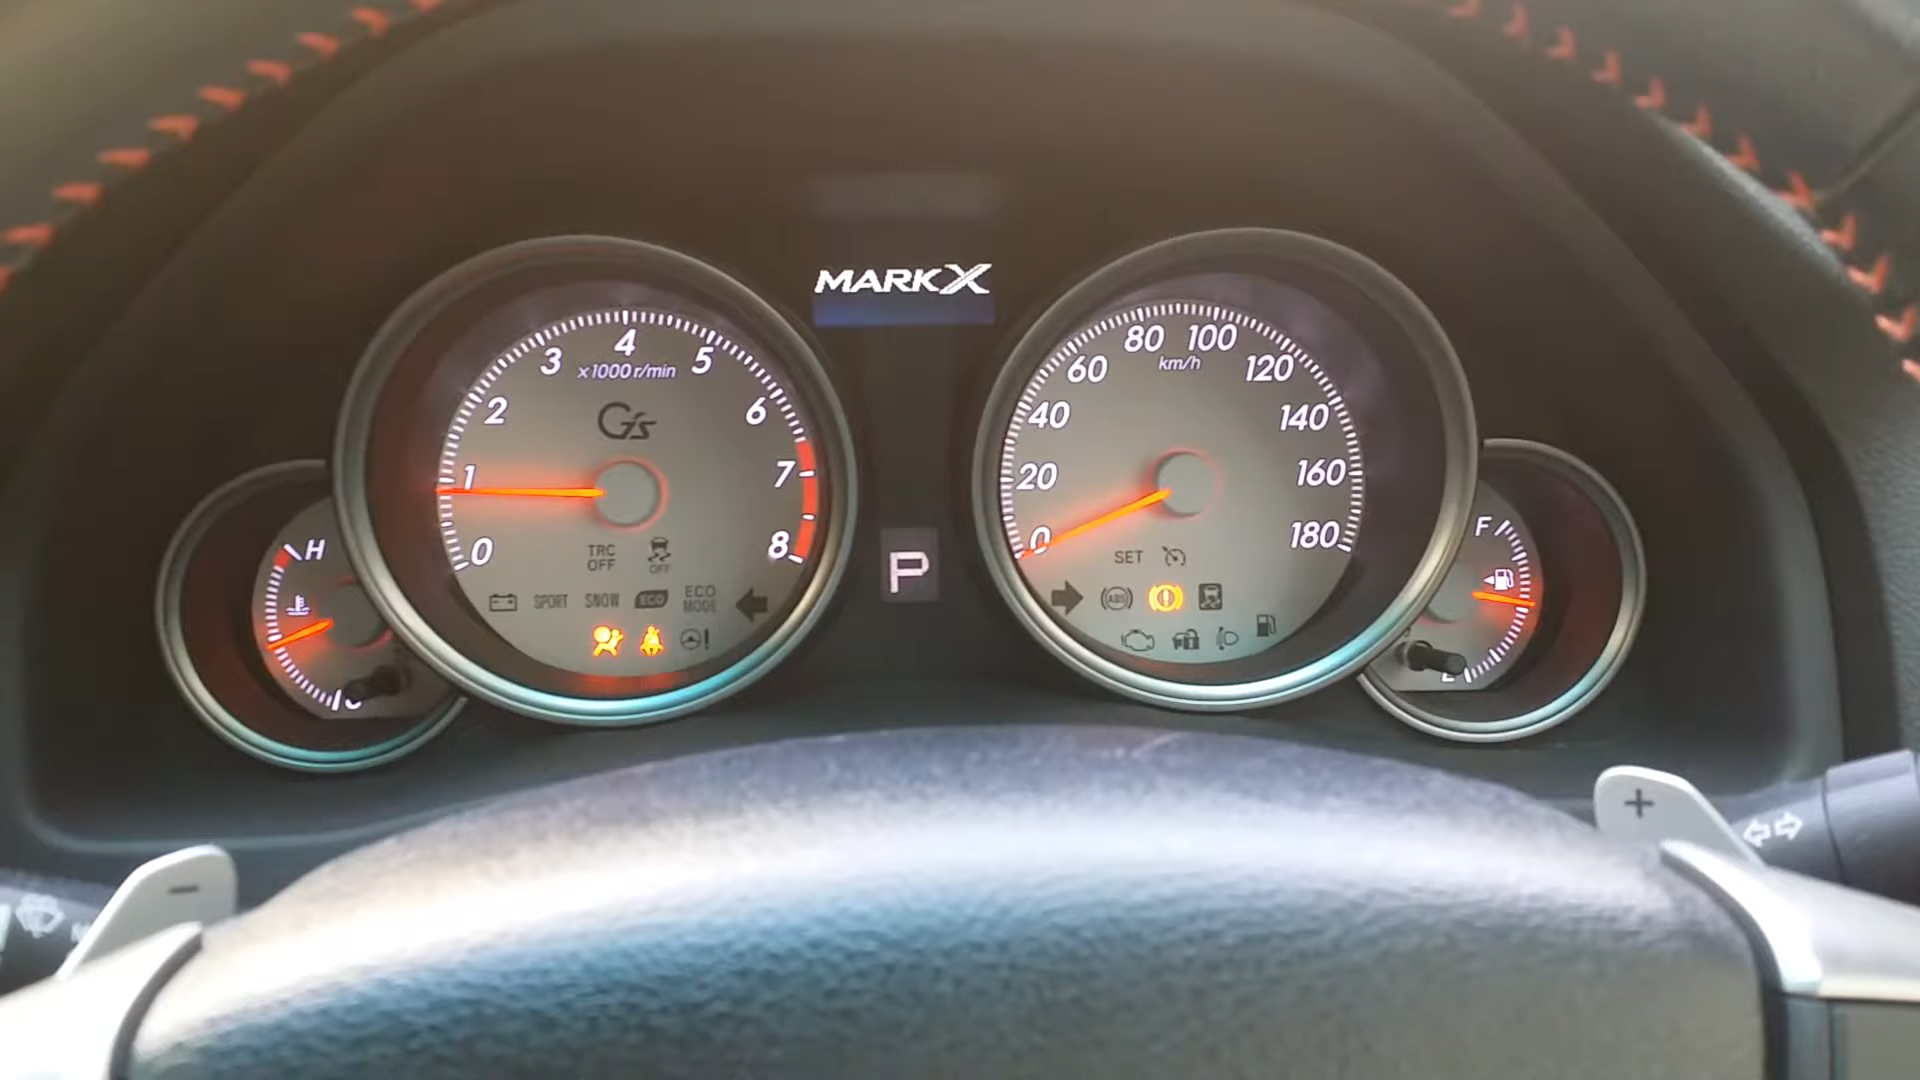 MARKX
4
3
5
x1000 r/min
2
6
G's
1
7
0
8
TRC
OFF
OFF
SPORT
SNOW
ECO
ECO
MODE
H
P
80
100
60
km/h
120
40
140
20
160
0
180
SET
ABS
F
E
+
-